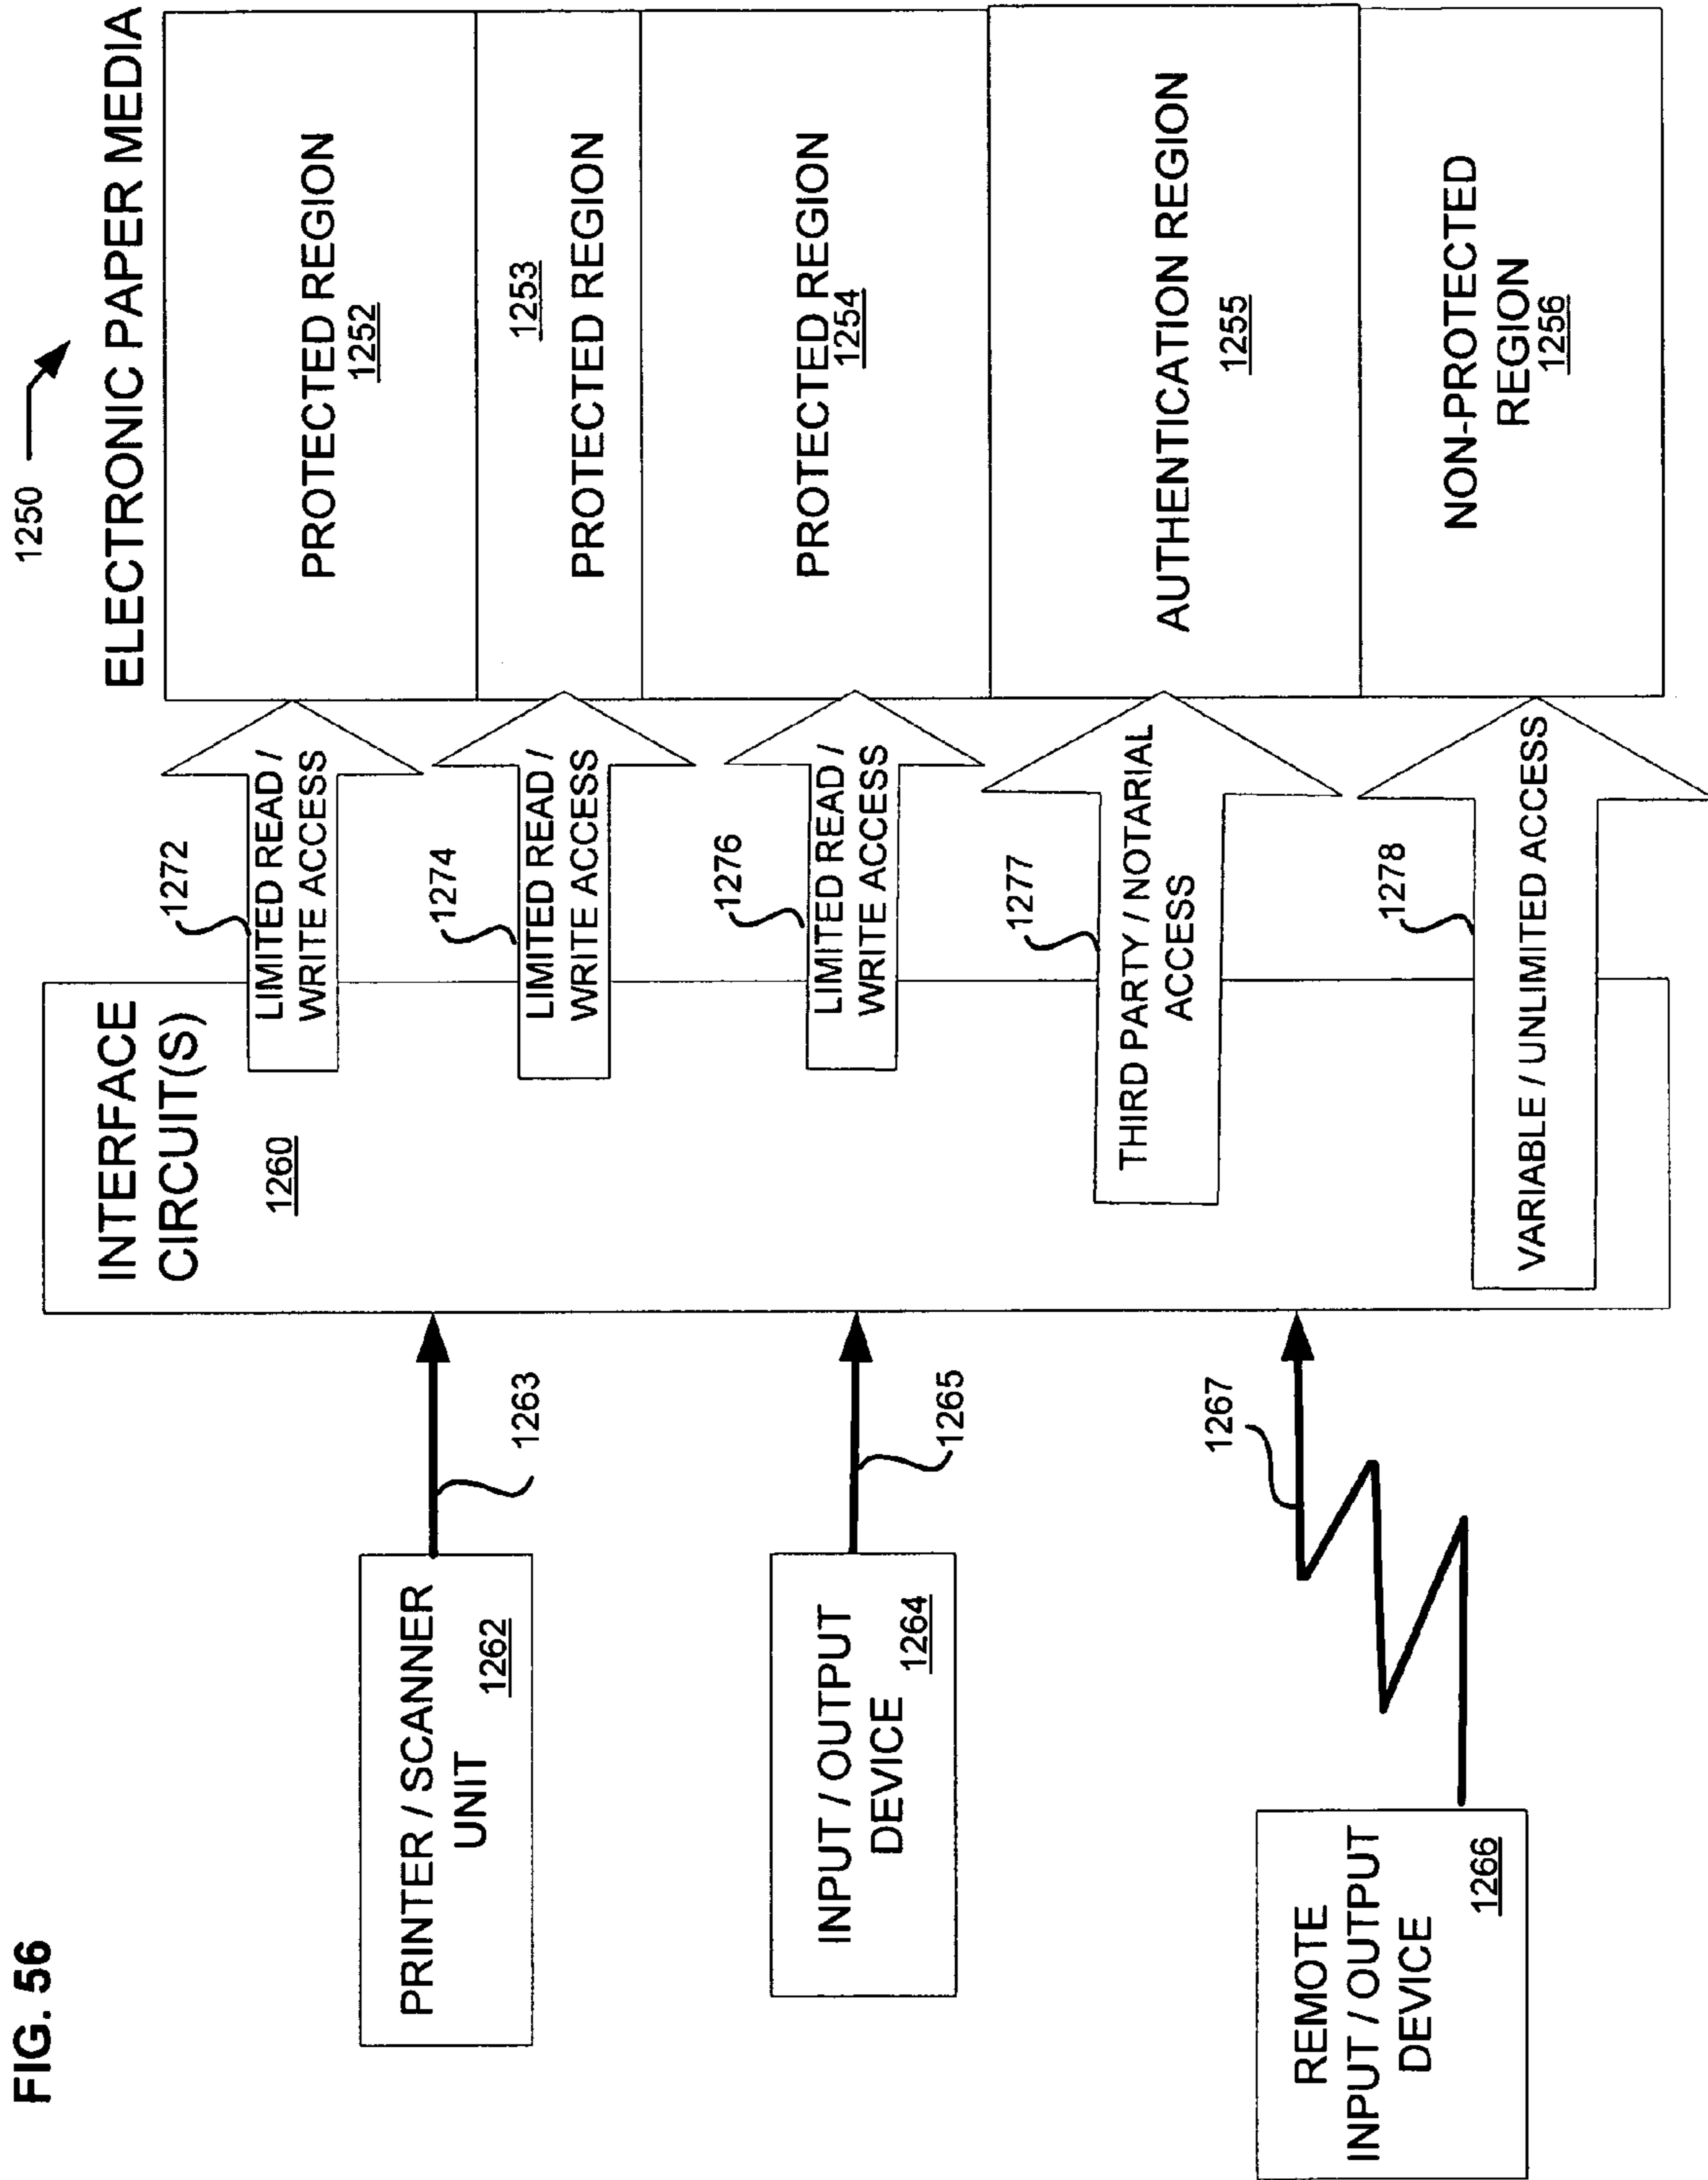 FIG. 56
1250
ELECTRONIC PAPER MEDIA
INTERFACE
CIRCUIT(S)
1260
PRINTER / SCANNER
UNIT
1262
1263
INPUT / OUTPUT
DEVICE
1264
1265
REMOTE
INPUT / OUTPUT
DEVICE
1266
1267
1272
LIMITED READ /
WRITE ACCESS
PROTECTED REGION
1252
1274
LIMITED READ /
WRITE ACCESS
1253
PROTECTED REGION
1276
LIMITED READ /
WRITE ACCESS
PROTECTED REGION
1254
1277
THIRD PARTY / NOTARIAL
ACCESS
AUTHENTICATION REGION
1255
1278
VARIABLE / UNLIMITED ACCESS
NON-PROTECTED
REGION
1256